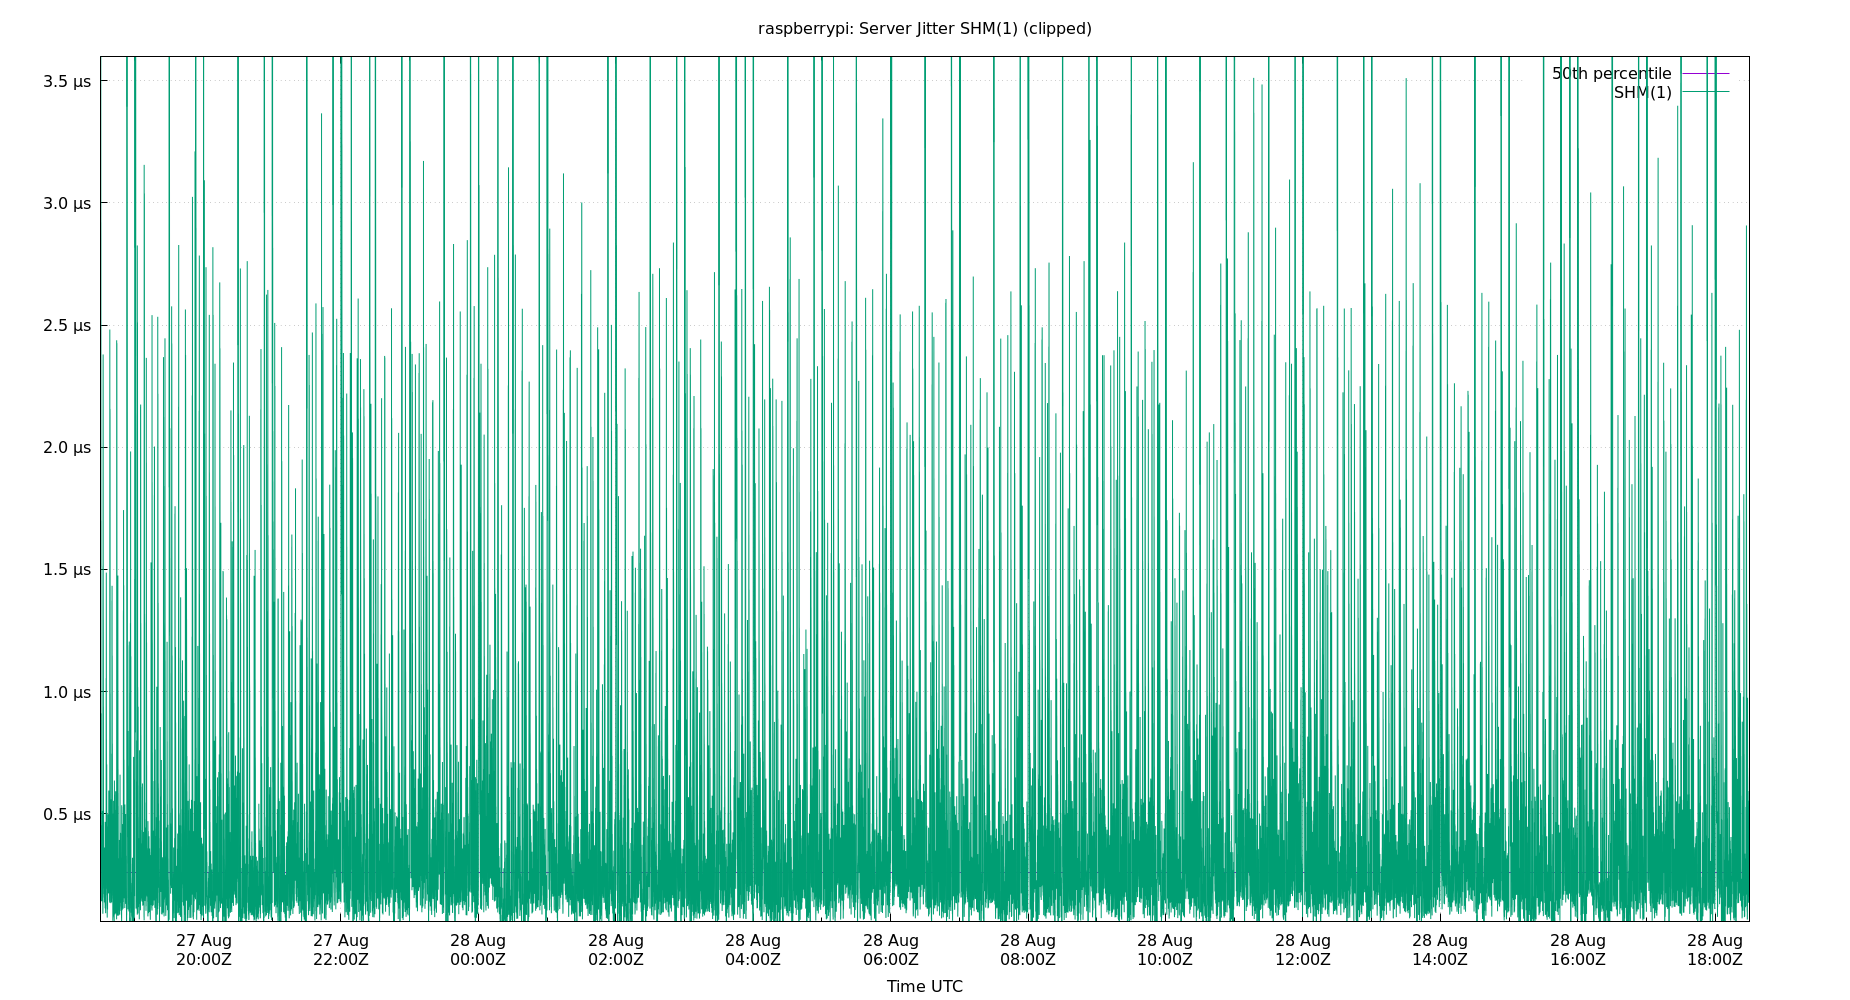 raspberrypi: Server Jitter SHM(1) (clipped)
50th percentile
SHM(1)
3.5 µs
3.0 µs
2.5 µs
2.0 µs
1.5 µs
1.0 µs
0.5 µs
27 Aug 27 Aug 28 Aug 28 Aug 28 Aug 28 Aug 28 Aug 28 Aug 28 Aug 28 Aug 28 Aug 28 Aug
20:00Z 22:00Z 00:00Z 02:00Z 04:00Z 06:00Z 08:00Z 10:00Z 12:00Z 14:00Z 16:00Z 18:00Z
Time UTC